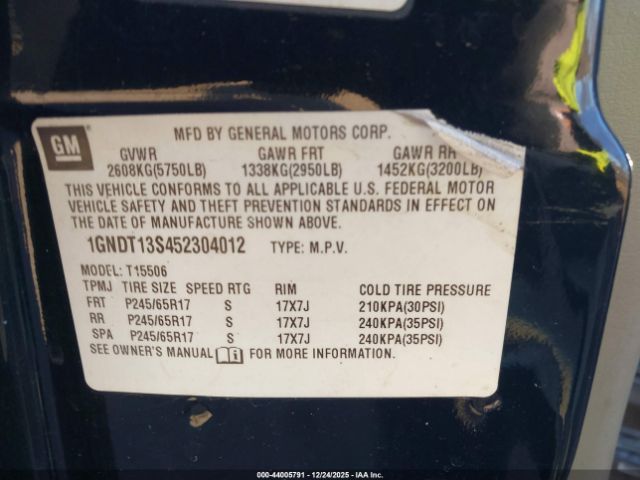 GM
MFD BY GENERAL MOTORS CORP.
GVWR GAWR FRT GAWR RR
2608KG(5750LB) 1338KG(2950LB) 1452KG(3200LB)
THIS VEHICLE CONFORMS TO ALL APPLICABLE U.S. FEDERAL MOTOR
VEHICLE SAFETY AND THEFT PREVENTION STANDARDS IN EFFECT ON
THE DATE OF MANUFACTURE SHOWN ABOVE.
1GNDT13S452304012 TYPE: M.P.V.
MODEL: T15506
TPMJ TIRE SIZE SPEED RTG RIM COLD TIRE PRESSURE
FRT P245/65R17 S 17X7J 210KPA(30PSI)
RR P245/65R17 S 17X7J 240KPA(35PSI)
SPA P245/65R17 S 17X7J 240KPA(35PSI)
SEE OWNER'S MANUAL FOR MORE INFORMATION.
000-44005791 - 12/24/2025 - IAA Inc.